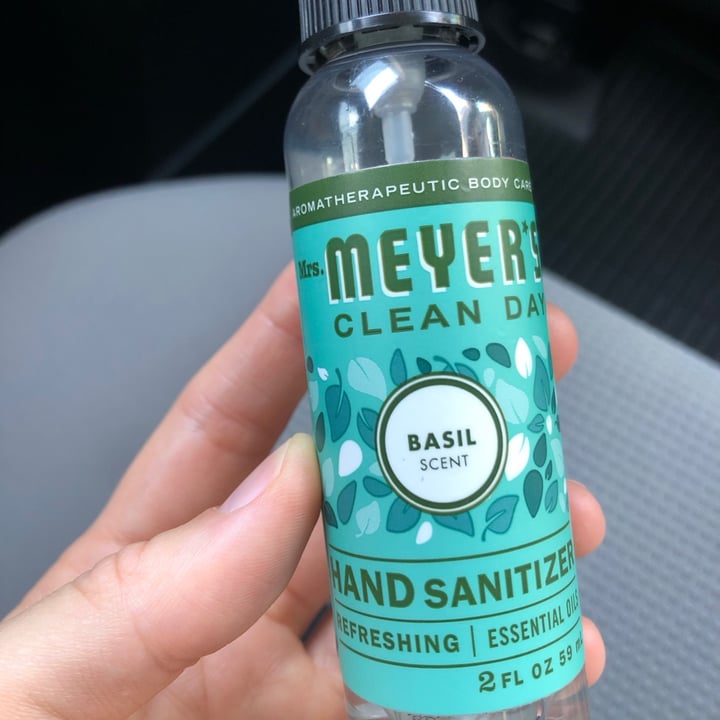 AROMATHERAPEUTIC BODY CARE
Mrs. MEYER'S
CLEAN DAY
BASIL
SCENT
HAND SANITIZER
REFRESHING | ESSENTIAL OILS
2 FL OZ 59 mL